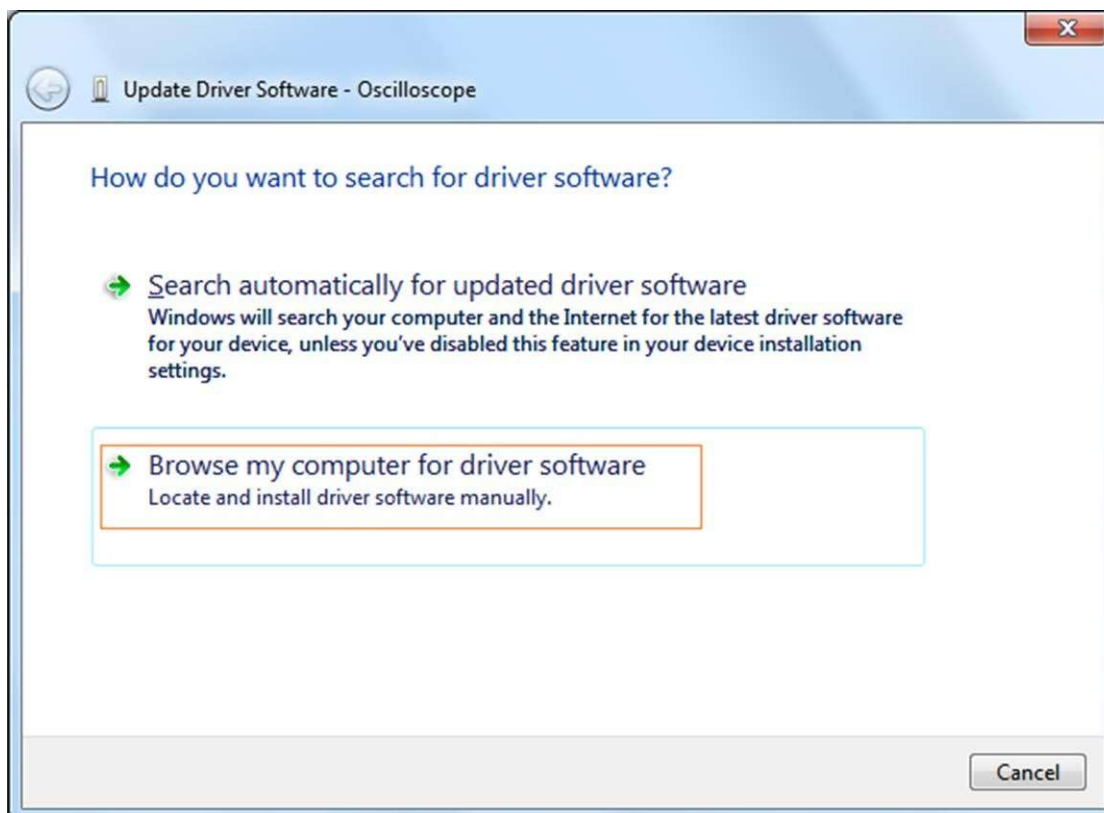 Update Driver Software - Oscilloscope
How do you want to search for driver software?
Search automatically for updated driver software
Windows will search your computer and the Internet for the latest driver software
for your device, unless you've disabled this feature in your device installation
settings.
Browse my computer for driver software
Locate and install driver software manually.
Cancel